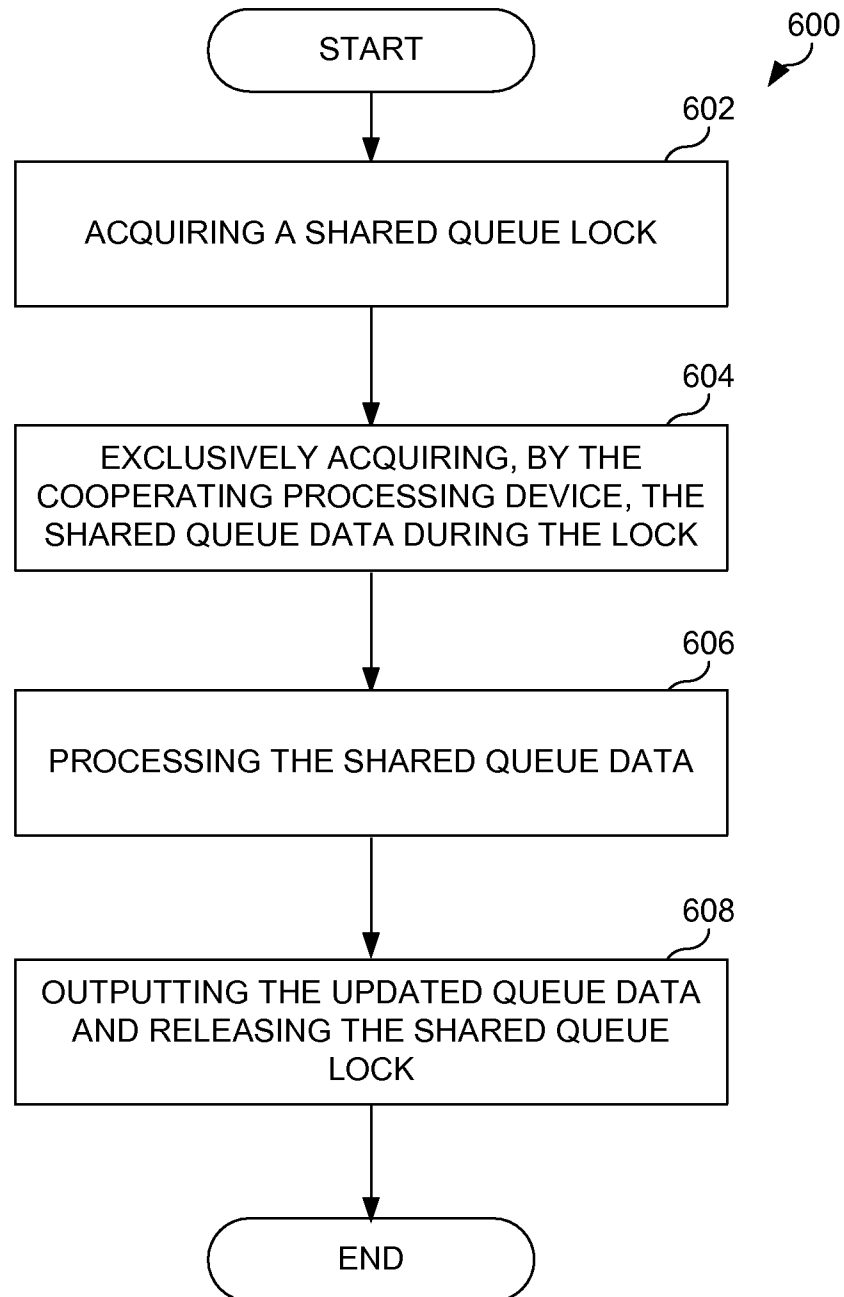 START
600
602
ACQUIRING A SHARED QUEUE LOCK
604
EXCLUSIVELY ACQUIRING, BY THE
COOPERATING PROCESSING DEVICE, THE
SHARED QUEUE DATA DURING THE LOCK
606
PROCESSING THE SHARED QUEUE DATA
608
OUTPUTTING THE UPDATED QUEUE DATA
AND RELEASING THE SHARED QUEUE
LOCK
END